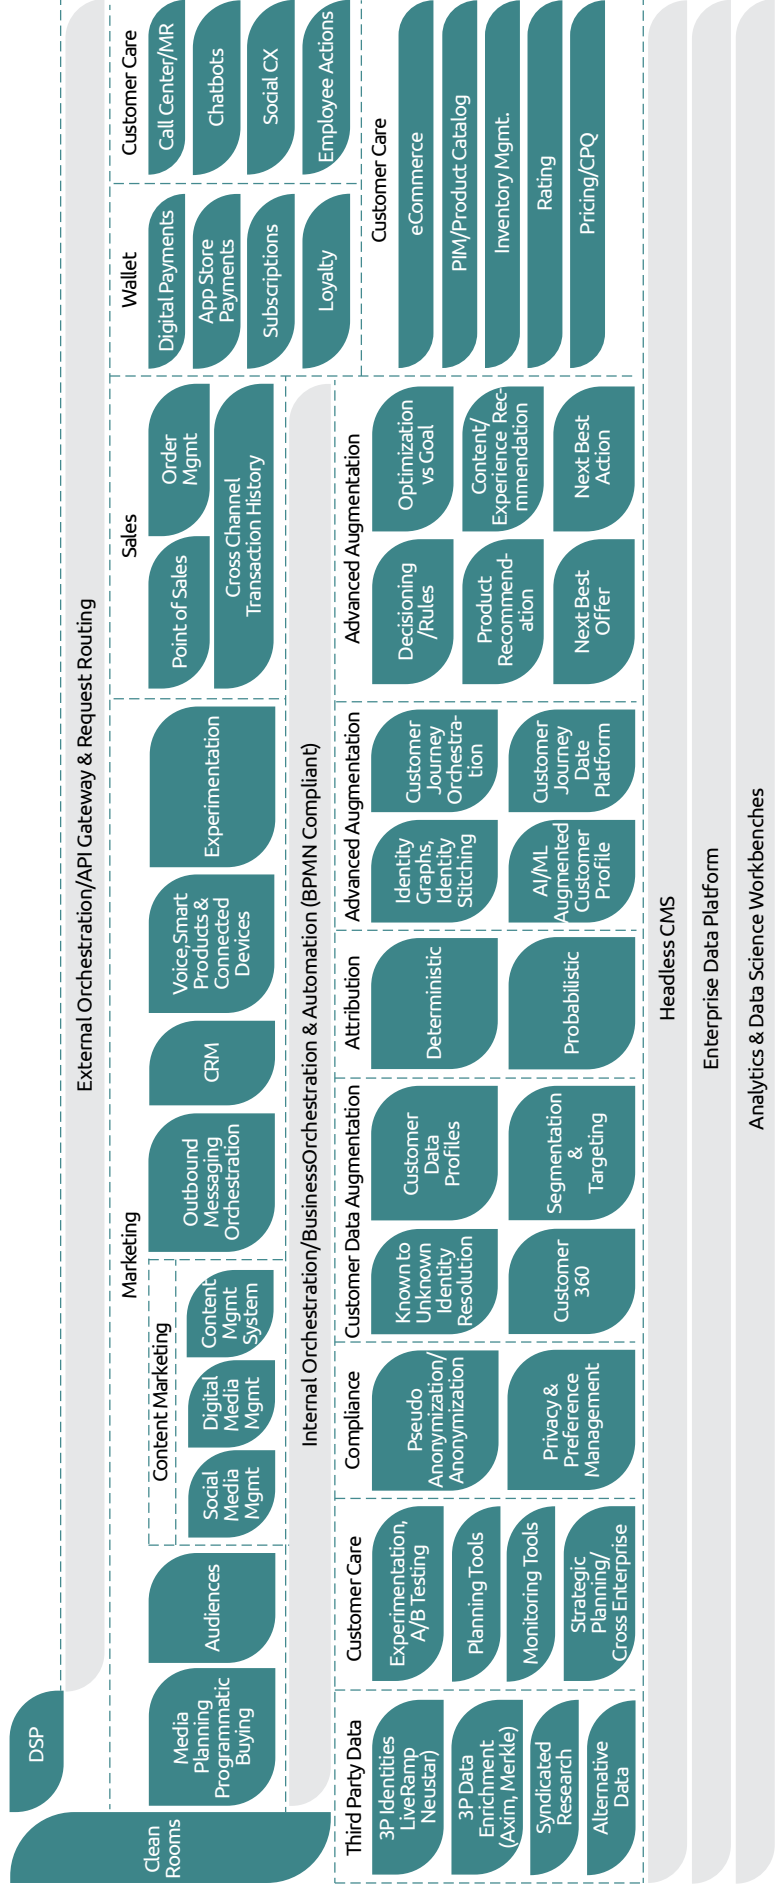 Clean
Rooms
DSP
External Orchestration/API Gateway & Request Routing
Marketing
Media
Planning
Programmatic
Buying
Audiences
Content Marketing
Social
Media
Mgmt
Digital
Media
Mgmt
Content
Mgmt
System
Outbound
Messaging
Orchestration
CRM
Voice,Smart
Products &
Connected
Devices
Experimentation
Sales
Point of Sales
Order
Mgmt
Cross Channel
Transaction History
Wallet
Digital Payments
App Store
Payments
Subscriptions
Loyalty
Customer Care
Call Center/MR
Chatbots
Social CX
Employee Actions
Internal Orchestration/BusinessOrchestration & Automation (BPMN Compliant)
Third Party Data
3P Identities
LiveRamp
Neustar)
3P Data
Enrichment
(Axim, Merkle)
Syndicated
Research
Alternative
Data
Customer Care
Experimentation,
A/B Testing
Planning Tools
Monitoring Tools
Strategic
Planning/
Cross Enterprise
Compliance
Pseudo
Anonymization/
Anonymization
Privacy &
Preference
Management
Customer Data Augmentation
Known to
Unknown
Identity
Resolution
Customer
Data
Profiles
Customer
360
Segmentation
&
Targeting
Attribution
Deterministic
Probabilistic
Advanced Augmentation
Identity
Graphs,
Identity
Stitching
Customer
Journey
Orchestra-
tion
AI/ML
Augmented
Customer
Profile
Customer
Journey
Date
Platform
Advanced Augmentation
Decisioning
/Rules
Optimization
vs Goal
Product
Recommend-
ation
Content/
Experience Rec-
mmendation
Next Best
Offer
Next Best
Action
Customer Care
eCommerce
PIM/Product Catalog
Inventory Mgmt.
Rating
Pricing/CPQ
Headless CMS
Enterprise Data Platform
Analytics & Data Science Workbenches